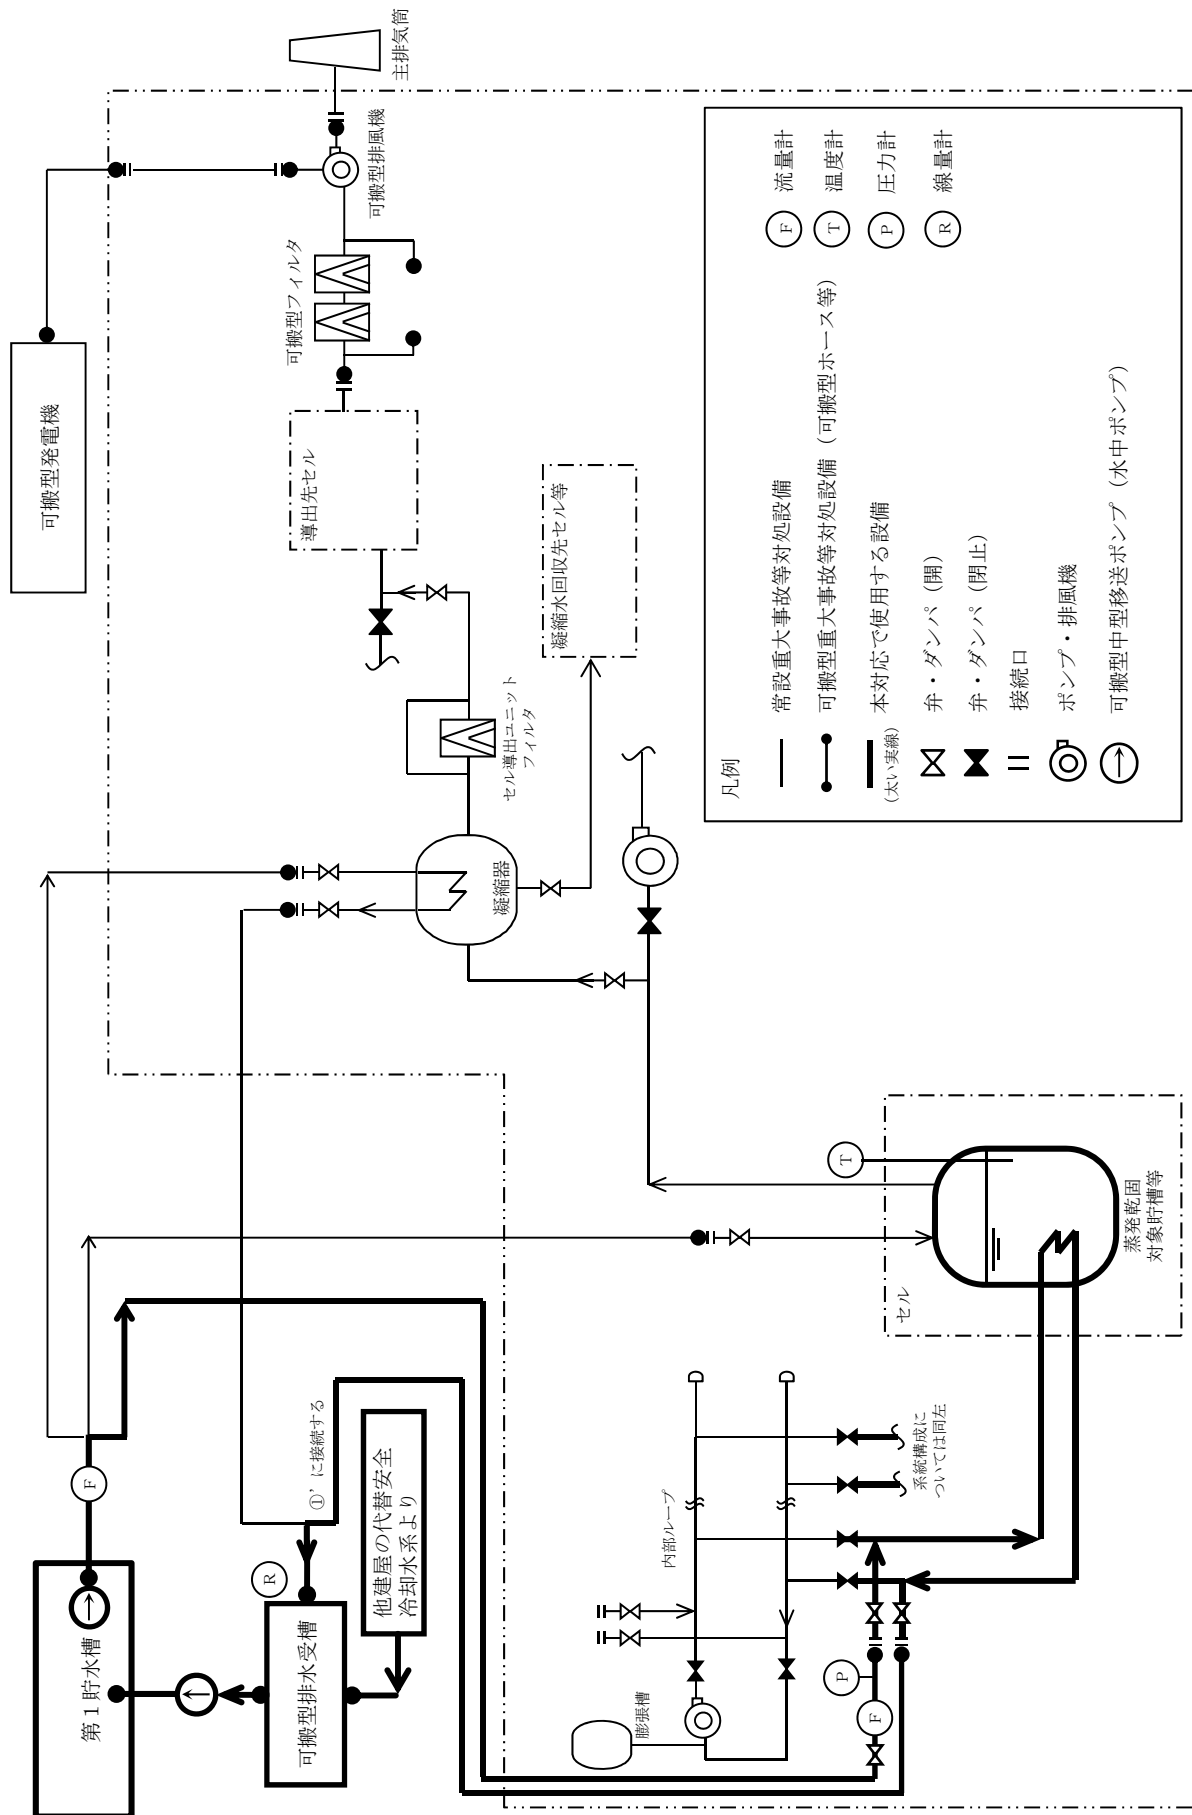 主排気筒
可搬型排風機
可搬型フィルタ
可搬型発電機
導出先セル
凝縮水回収先セル等
セル導出ユニット
フィルタ
凝縮器
凡例
常設重大事故等対処設備
可搬型重大事故等対処設備（可搬型ホース等）
本対応で使用する設備
(太い実線)
弁・ダンパ（開）
弁・ダンパ（閉止）
接続口
ポンプ・排風機
可搬型中型移送ポンプ（水中ポンプ）
F 流量計
T 温度計
P 圧力計
R 線量計
T
セル
蒸発乾固
対象貯槽等
F
第１貯水槽
①’に接続する
R
可搬型排水受槽
他建屋の代替安全
冷却水系より
内部ループ
系統構成に
ついては同左
膨張槽
P
F